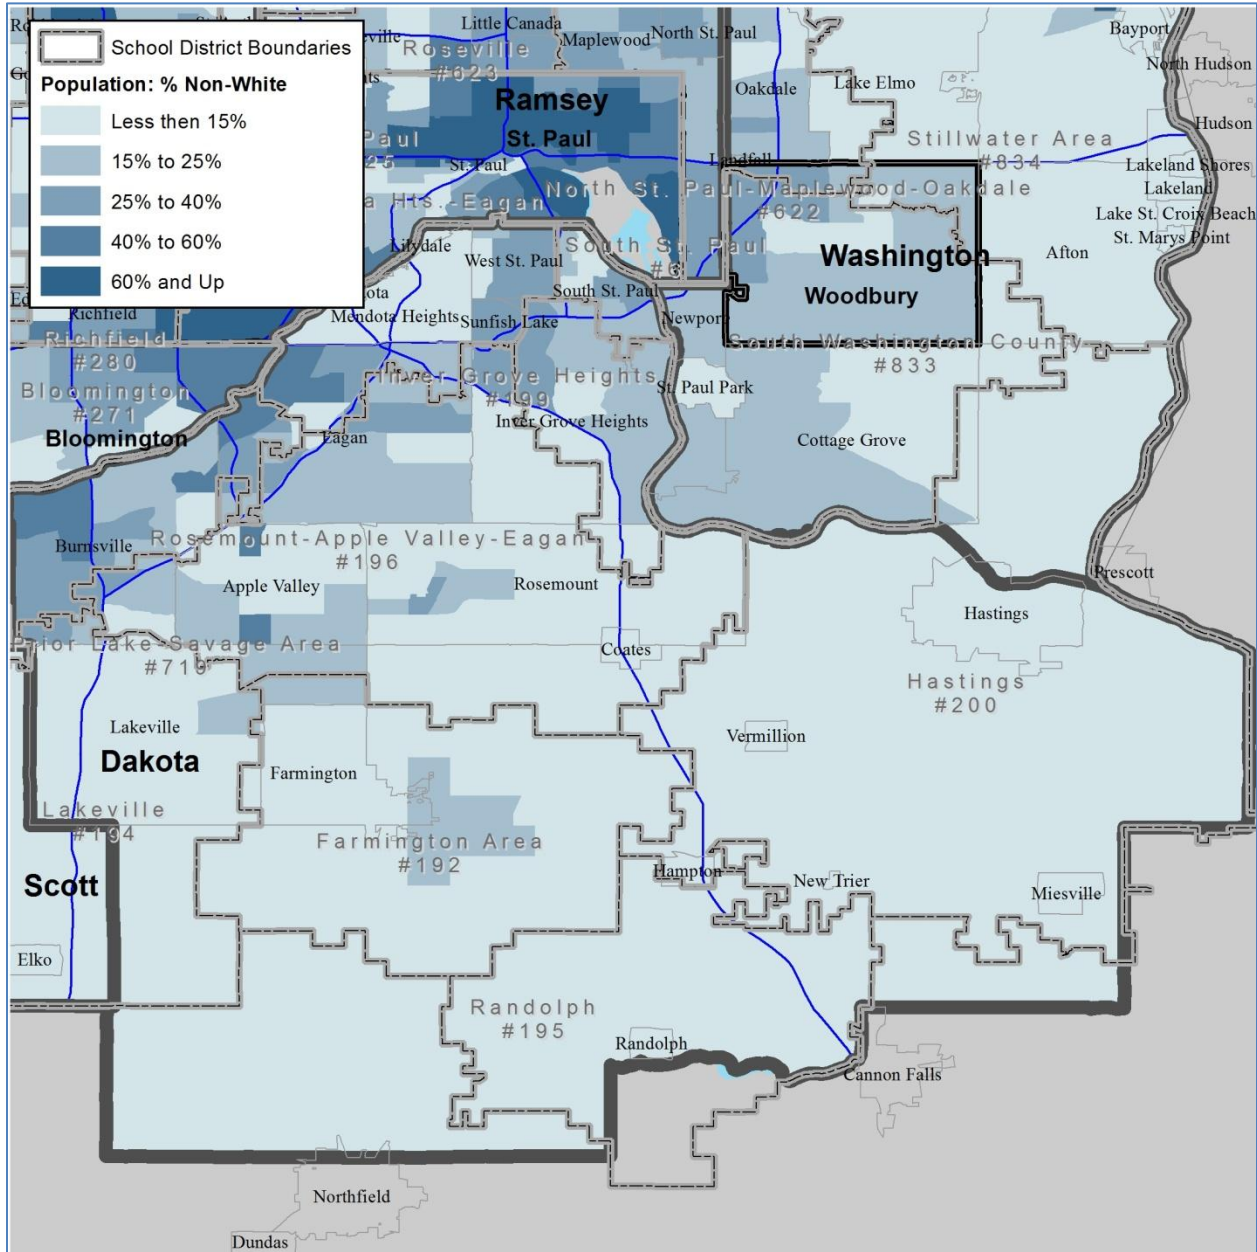 School District Boundaries
Population: % Non-White
Less then 15%
15% to 25%
25% to 40%
40% to 60%
60% and Up
Little Canada
Maplewood
North St. Paul
Roseville
#623
Ramsey
St. Paul
St. Paul
Oakdale
Lake Elmo
Bayport
North Hudson
Hudson
Stillwater Area
#834
Landfall
Lakeland Shores
Lakeland
Lake St. Croix Beach
St. Marys Point
North St. Paul-Maplewood-Oakdale
#622
Hts.-Eagan
Lilydale
West St. Paul
South St. Paul
#6
South St. Paul
Washington
Woodbury
Afton
Mendota Heights
Sunfish Lake
Newport
South Washington County
#833
Richfield
Richfield
#280
Bloomington
#271
Bloomington
Inver Grove Heights
#199
St. Paul Park
Eagan
Inver Grove Heights
Cottage Grove
Burnsville
Rosemount-Apple Valley-Eagan
#196
Apple Valley
Rosemount
Prescott
Hastings
Prior Lake-Savage Area
#719
Coates
Hastings
#200
Lakeville
Vermillion
Dakota
Farmington
Lakeville
#194
Farmington Area
#192
Scott
Hampton
New Trier
Miesville
Elko
Randolph
#195
Randolph
Cannon Falls
Northfield
Dundas